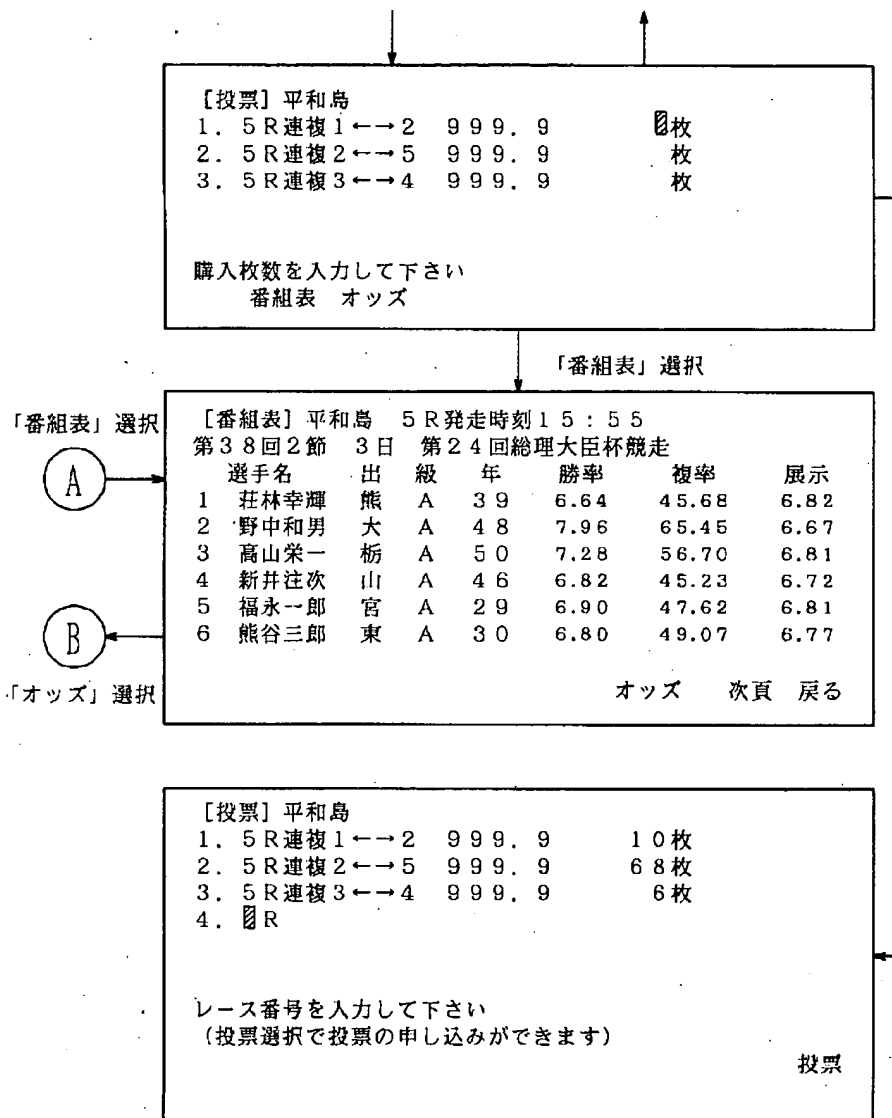 [投票] 平和島
1. 5R連複1←→2 999.9 枚
2. 5R連複2←→5 999.9 枚
3. 5R連複3←→4 999.9 枚
購入枚数を入力して下さい
番組表 オッズ
「番組表」選択
「番組表」選択
A
[番組表] 平和島 5R発走時刻15:55
第38回2節 3日 第24回総理大臣杯競走
選手名 出 級 年 勝率 複率 展示
1 荘林幸輝 熊 A 39 6.64 45.68 6.82
2 野中和男 大 A 48 7.96 65.45 6.67
3 高山栄一 栃 A 50 7.28 56.70 6.81
4 新井注次 山 A 46 6.82 45.23 6.72
5 福永一郎 宮 A 29 6.90 47.62 6.81
6 熊谷三郎 東 A 30 6.80 49.07 6.77
オッズ 次頁 戻る
B
「オッズ」選択
[投票] 平和島
1. 5R連複1←→2 999.9 10枚
2. 5R連複2←→5 999.9 68枚
3. 5R連複3←→4 999.9 6枚
4. R
レース番号を入力して下さい
(投票選択で投票の申し込みができます)
投票